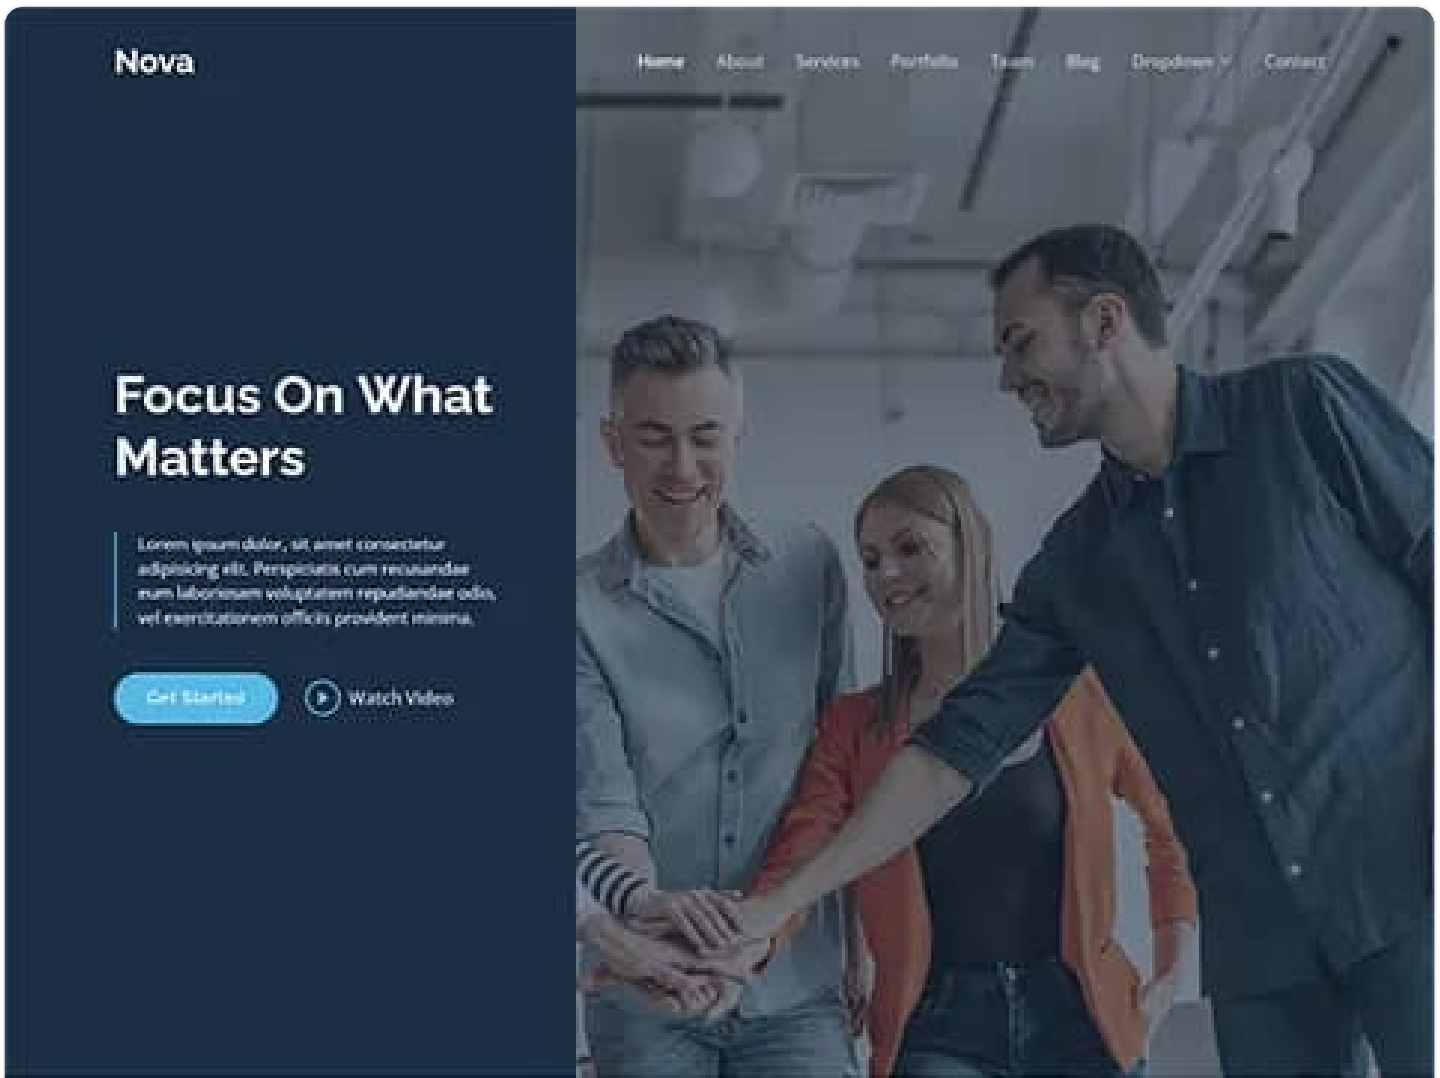 Nova
Home About Services Portfolio Team Blog Dropdown Contact
Focus On What
Matters
Lorem ipsum dolor, sit amet consectetur
adipisicing elit. Perspiciatis cum recusandae
eum laboriosam voluptatem repudiandae odio,
vel exercitationem officiis provident minima.
Get Started Watch Video